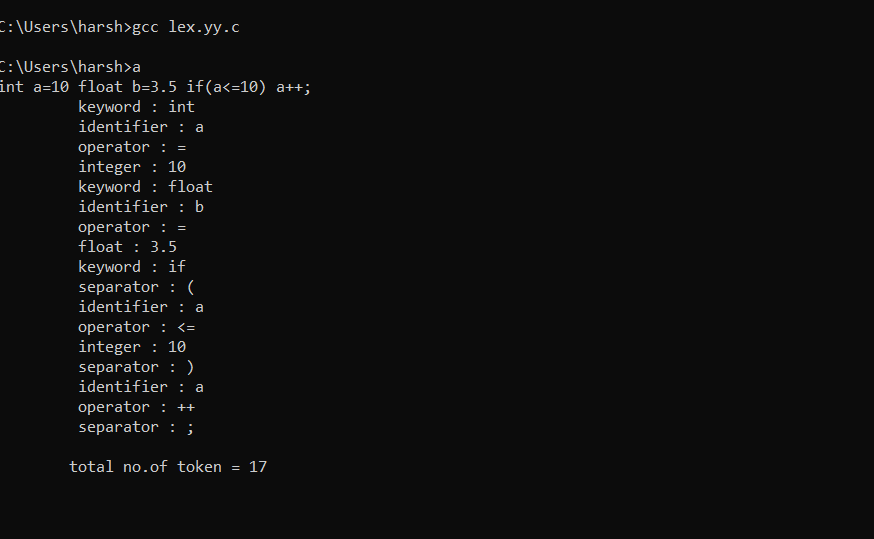 C:\Users\harsh>gcc lex.yy.c
C:\Users\harsh>a
int a=10 float b=3.5 if(a<=10) a++;
keyword : int
identifier : a
operator : =
integer : 10
keyword : float
identifier : b
operator : =
float : 3.5
keyword : if
separator : (
identifier : a
operator : <=
integer : 10
separator : )
identifier : a
operator : ++
separator : ;
total no.of token = 17